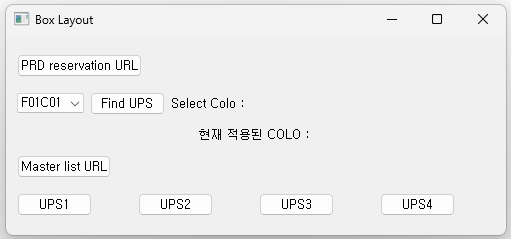 Box Layout
PRD reservation URL
F01C01 Find UPS Select Colo :
현재 적용된 COLO :
Master list URL
UPS1 UPS2 UPS3 UPS4